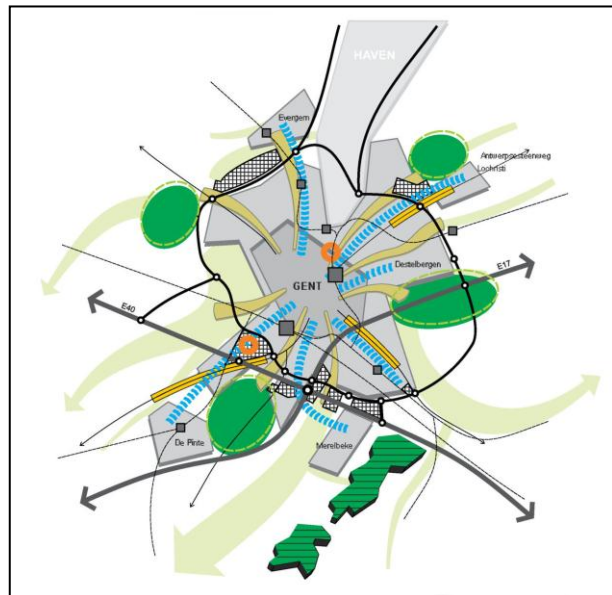 HAVEN
Evergem
Antwerpsesteenweg
Lochristi
Destelbergen
E17
GENT
E40
De Pinte
Merelbeke